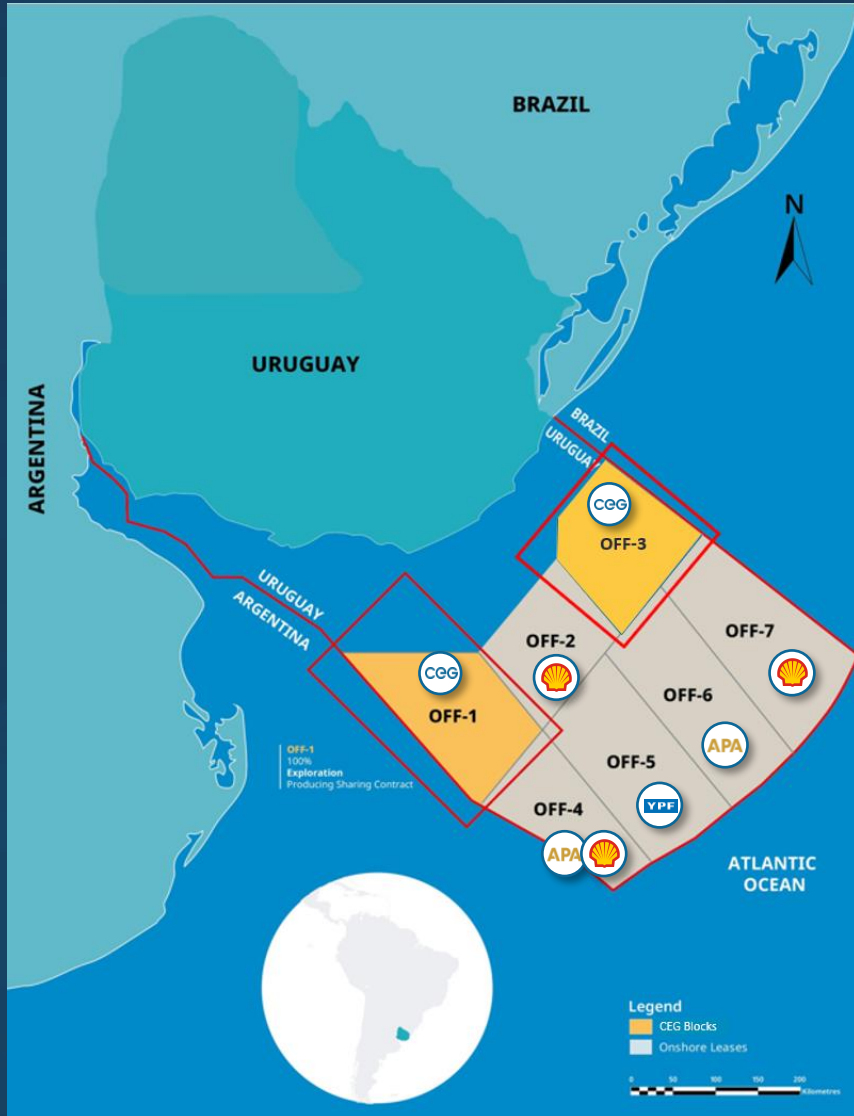 BRAZIL
N
URUGUAY
ARGENTINA
BRAZIL
URUGUAY
CEG
OFF-3
URUGUAY
ARGENTINA
OFF-2
OFF-7
CEG
OFF-6
OFF-1
APA
OFF-1
100%
Exploration
Producing Sharing Contract
OFF-5
YPF
OFF-4
APA
ATLANTIC
OCEAN
Legend
CEG Blocks
Onshore Leases
0 50 100 150 200
Kilometres